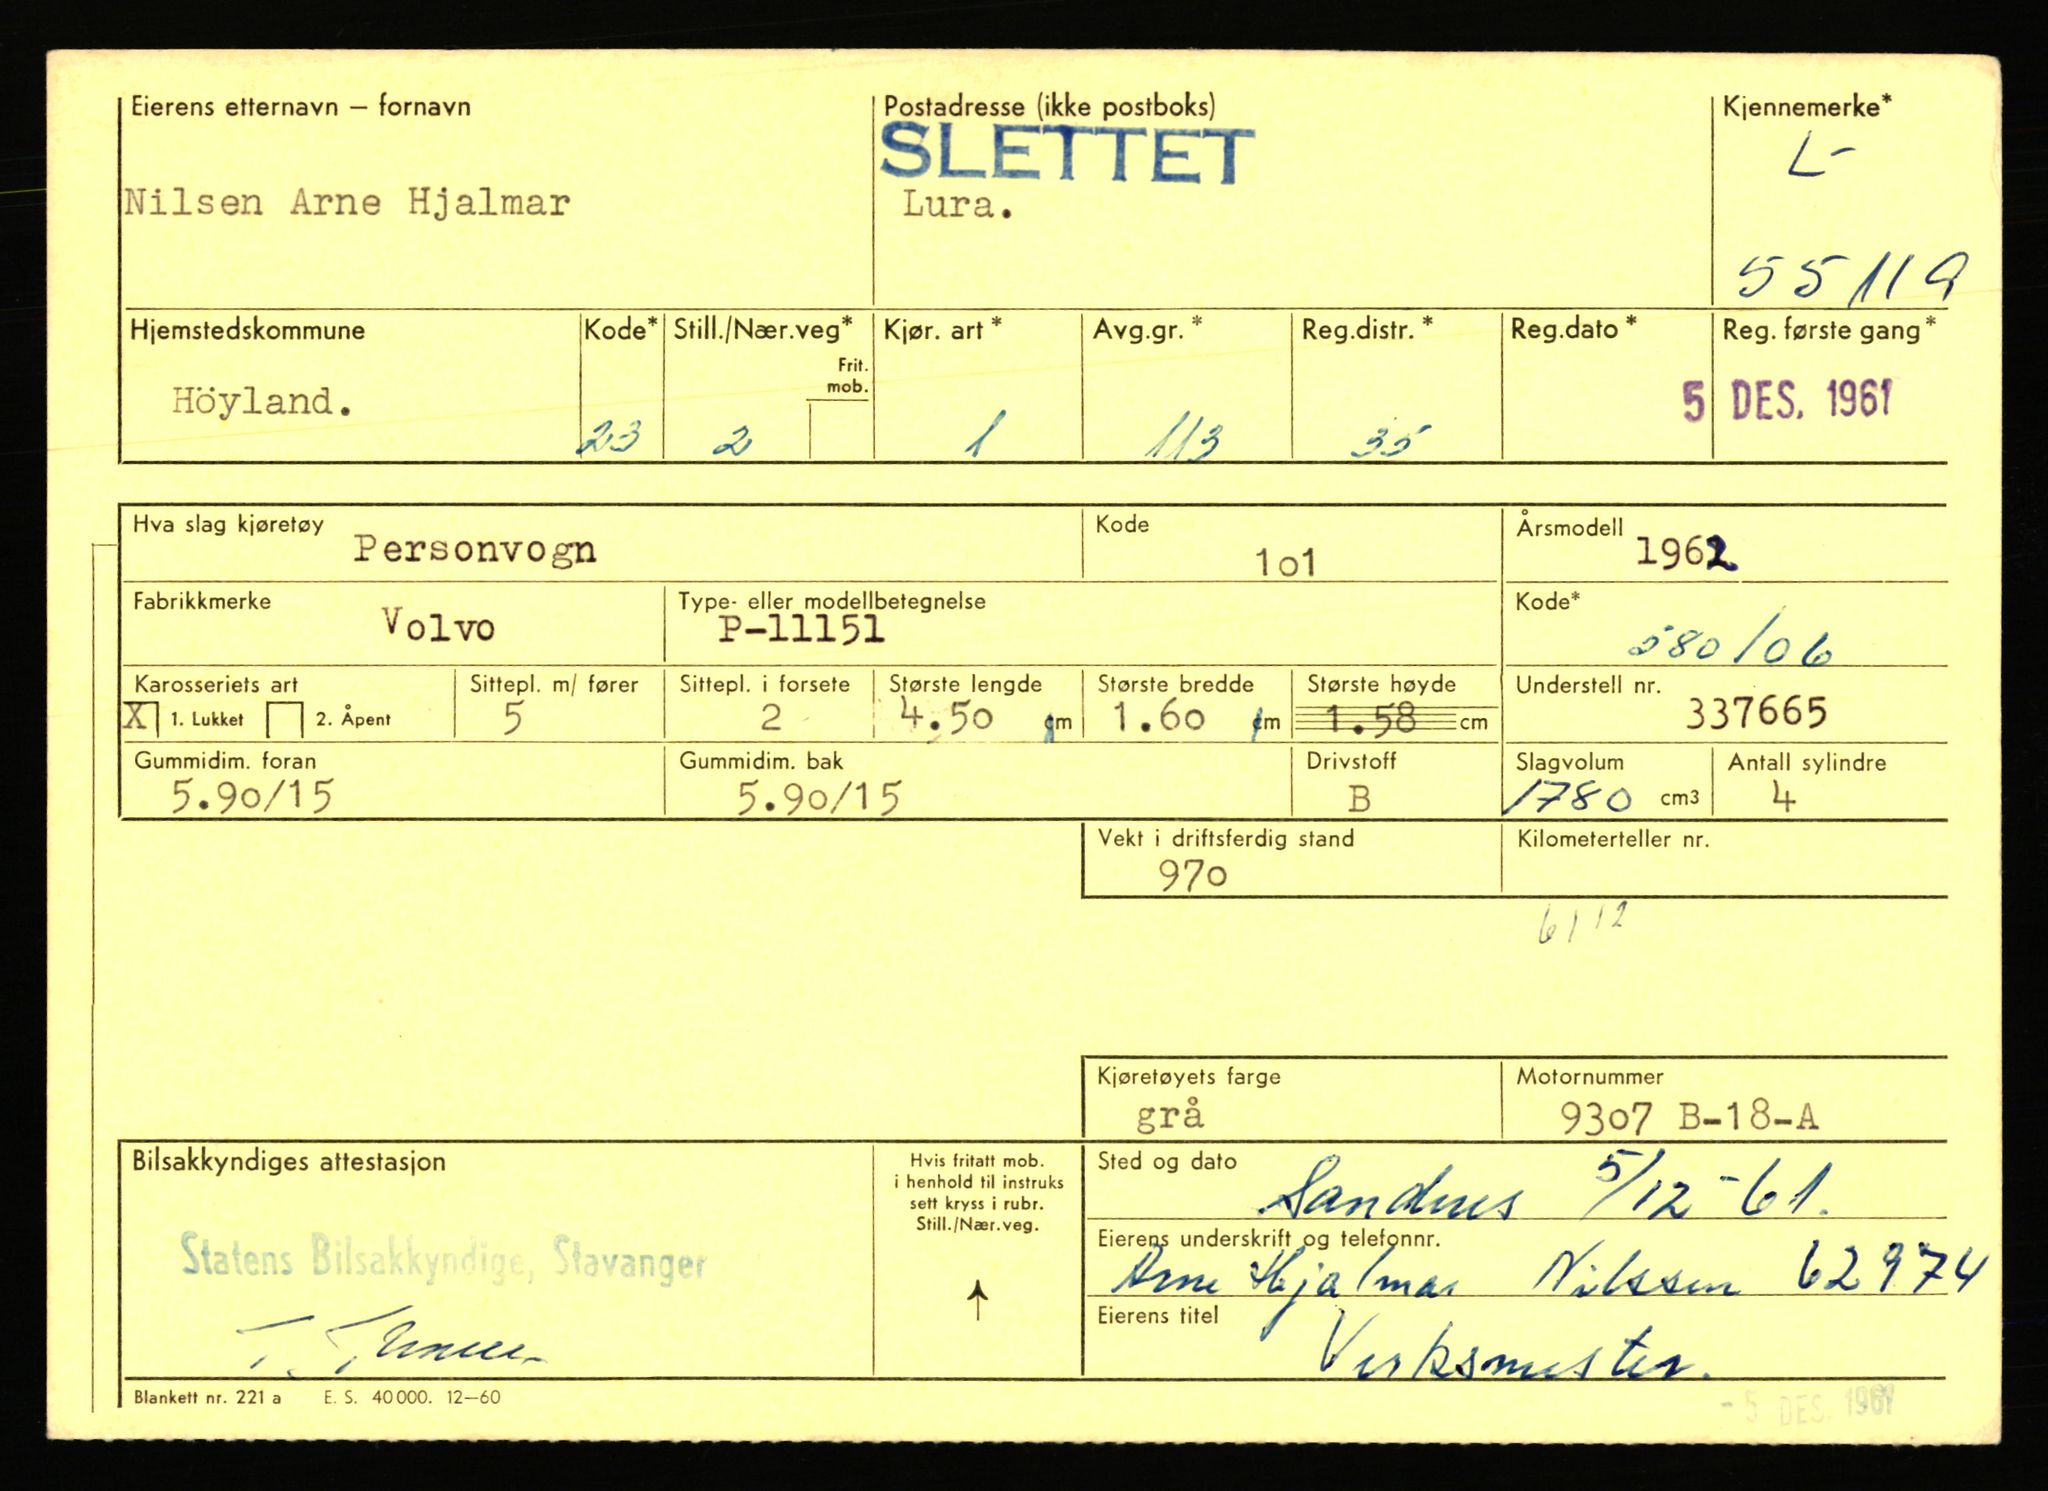 Eierens etternavn – fornavn
Postadresse (ikke postboks)
Kjennemerke*
SLETTET
L-
Nilsen Arne Hjalmar
Lura.
55119
Hjemstedskommune
Kode*
Still./Nær.veg*
Kjør. art *
Avg.gr. *
Reg.distr. *
Reg.dato *
Reg. første gang *
Frit.
mob.
Höyland.
5 DES. 1961
23
2
1
113
35
Hva slag kjøretøy
Personvogn
Kode
1o1
Årsmodell
1962
Fabrikkmerke
Volvo
Type- eller modellbetegnelse
P-11151
Kode*
580/06
Karosseriets art
Sittepl. m/ fører
Sittepl. i forsete
Største lengde
Største bredde
Største høyde
Understell nr.
X 1. Lukket 2. Åpent
5
2
4.50 cm
1.60 cm
1.58 cm
337665
Gummidim. foran
Gummidim. bak
Drivstoff
Slagvolum
Antall sylindre
5.90/15
5.90/15
B
1780 cm3
4
Vekt i driftsferdig stand
Kilometerteller nr.
970
6/12
Kjøretøyets farge
Motornummer
grå
9307 B-18-A
Bilsakkyndiges attestasjon
Hvis fritatt mob.
i henhold til instruks
sett kryss i rubr.
Still./Nær.veg.
Sted og dato
Sandnes 5/12-61.
Statens Bilsakkyndige, Stavanger
Eierens underskrift og telefonnr.
Arne Hjalmar Nilssen 62974
Eierens titel
Verksmester.
Blankett nr. 221 a E. S. 40000. 12–60
- 5 DES. 1961